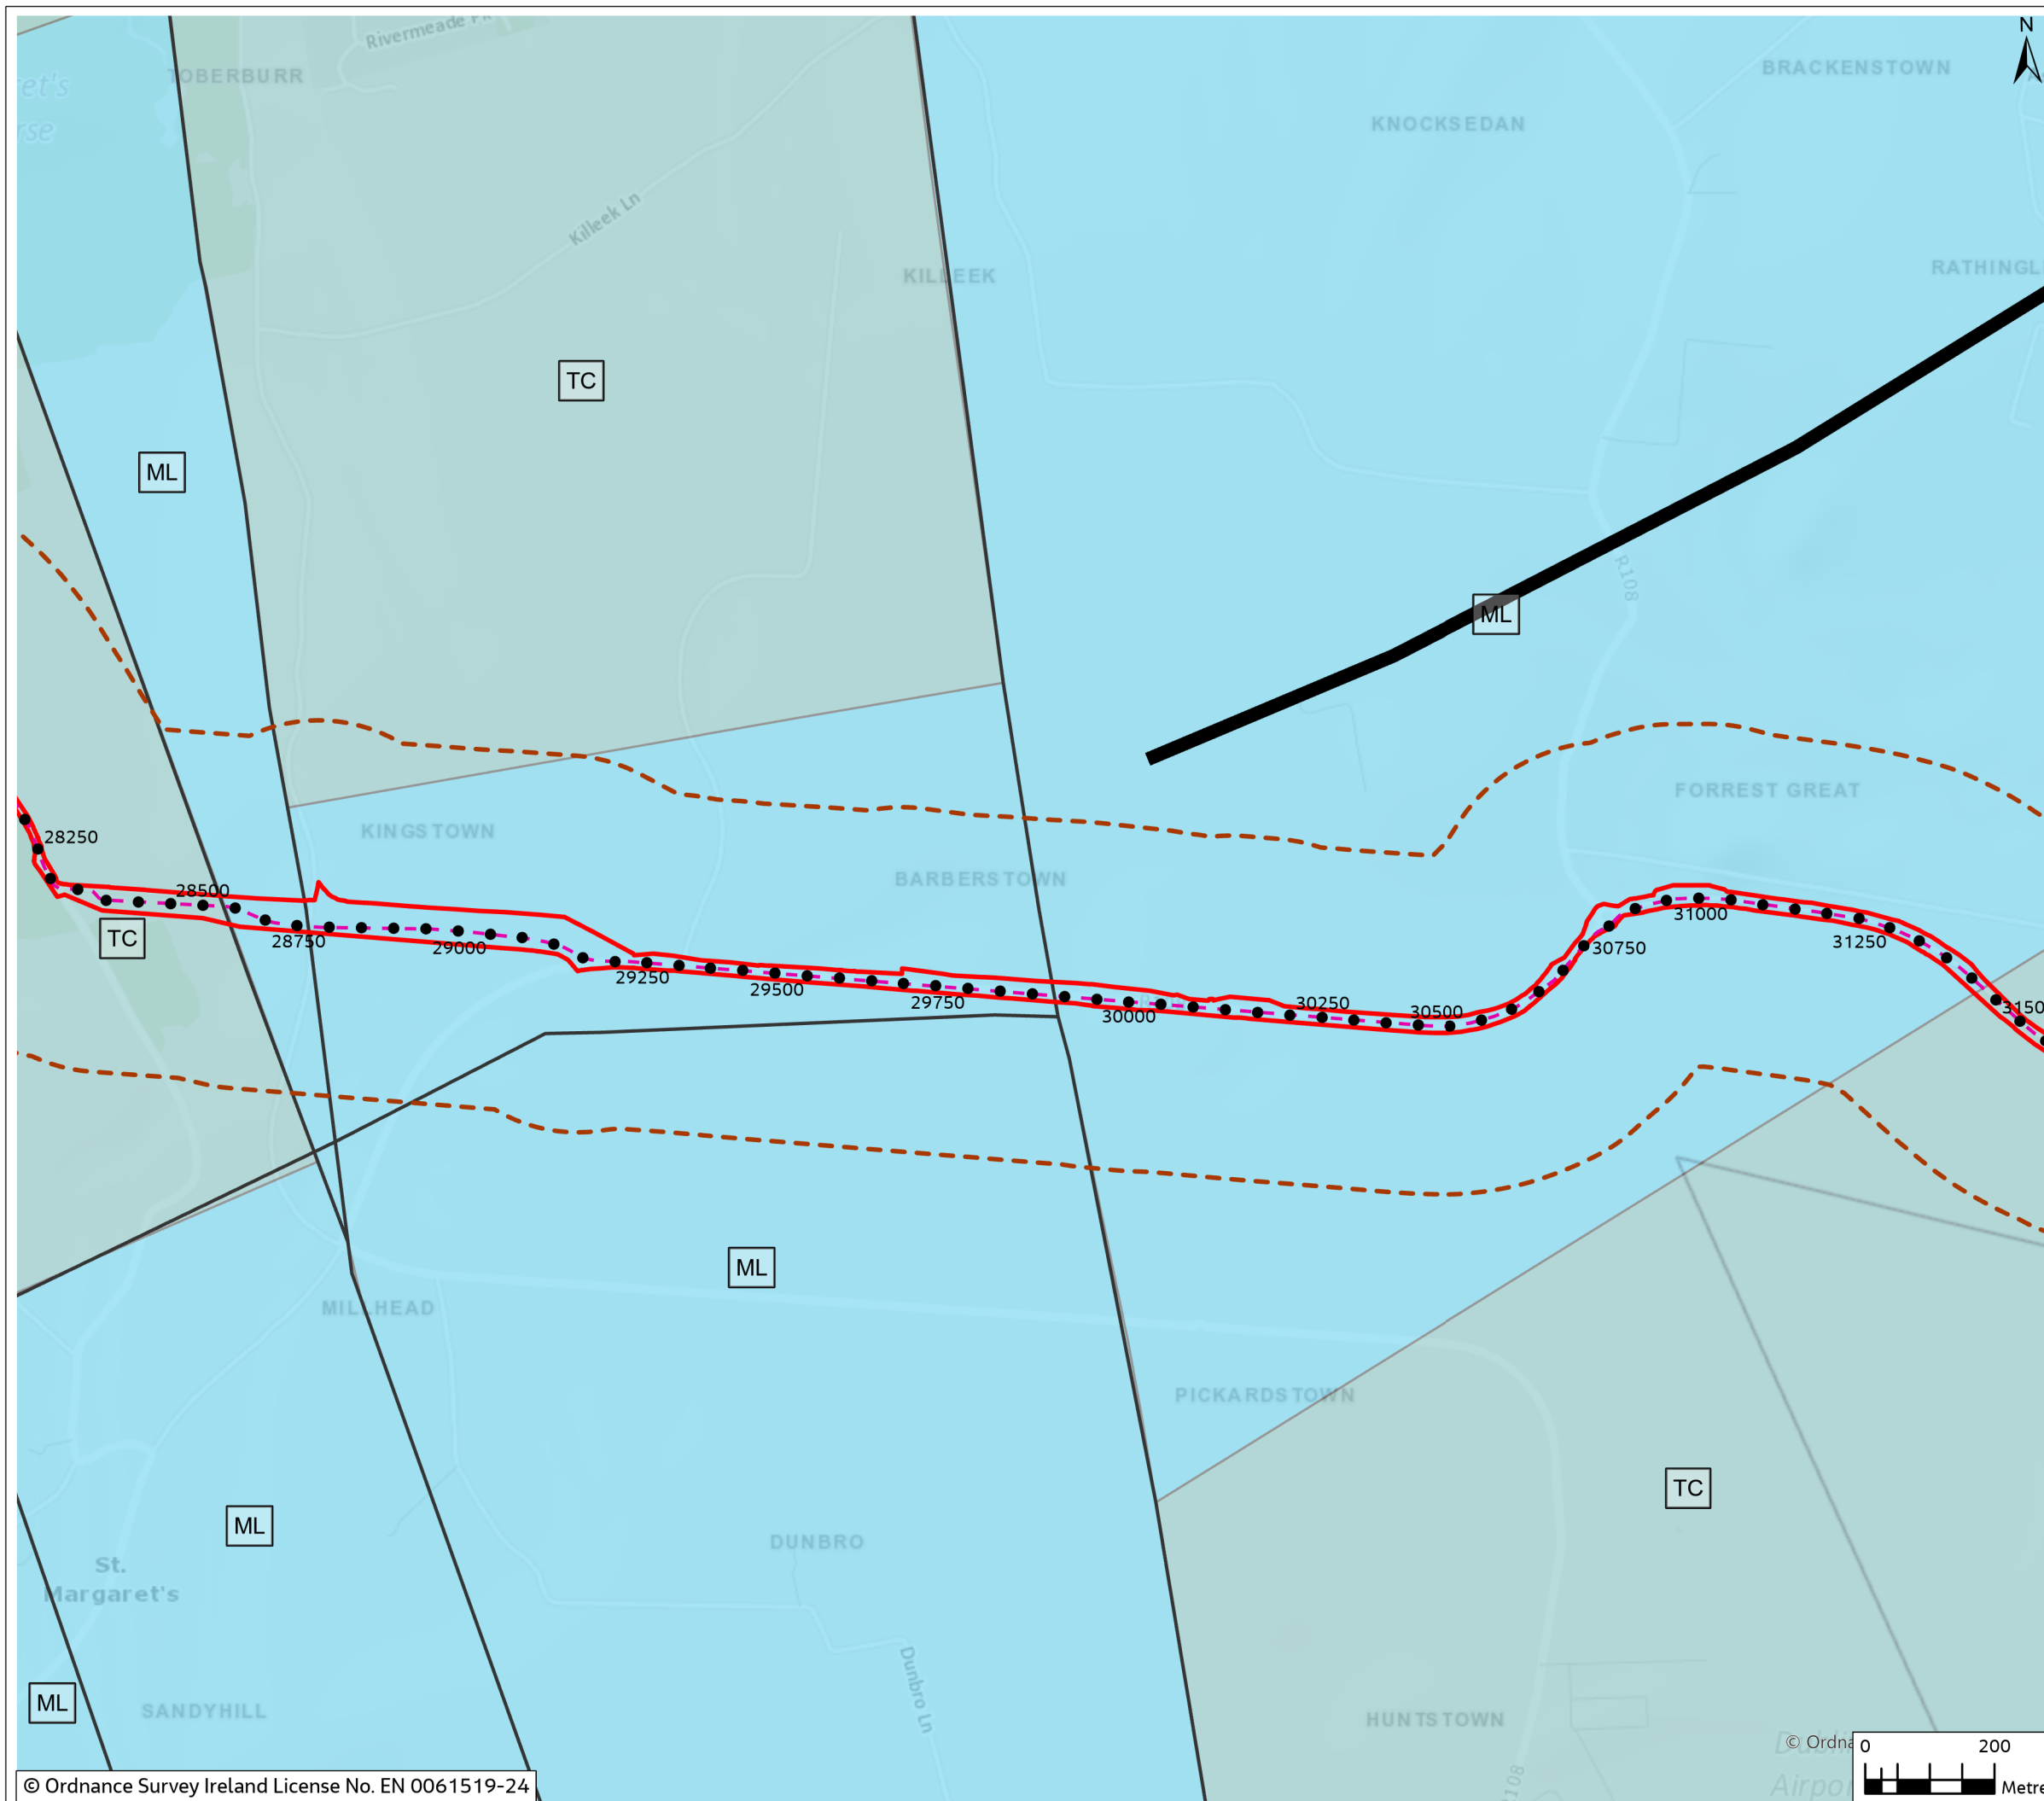 N
Rivermeade
TOBERBURR
BRACKENSTOWN
KNOCKSEDAN
Killeek Ln
KILLEEK
TC
ML
R108
ML
FORREST GREAT
28250
KINGSTOWN
BARBERSTOWN
28500
TC
28750
29000
29250
29500
29750
30000
30250
30500
30750
31000
31250
ML
MILLHEAD
PICKARDSTOWN
TC
ML
DUNBRO
St.
Margaret's
Dunbro Ln
ML
SANDYHILL
HUNTSTOWN
0
200
© Ordnance Survey Ireland License No. EN 0061519-24